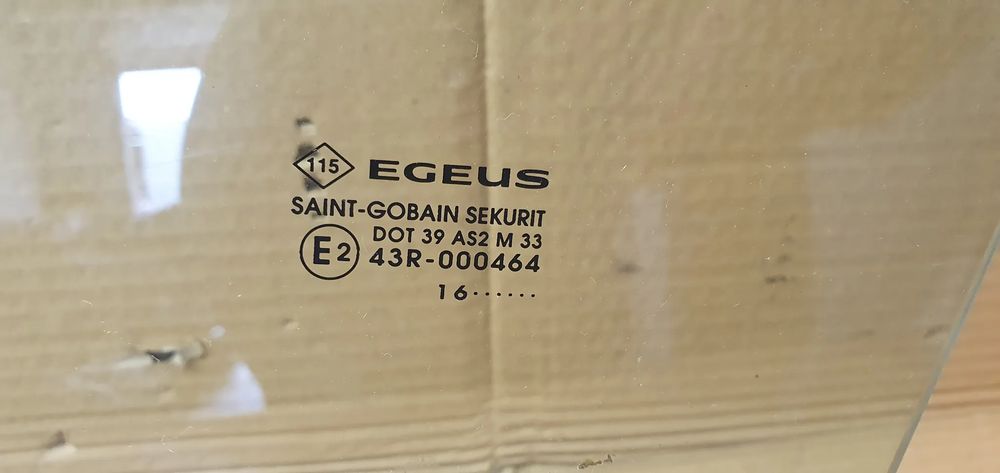 115 EGEUS
SAINT-GOBAIN SEKURIT
DOT 39 AS2 M 33
E2 43R-000464
16······